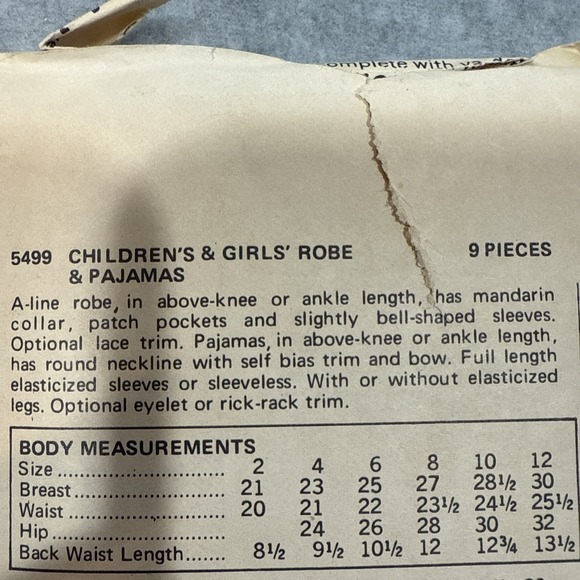 complete with
5499 CHILDREN'S & GIRLS' ROBE 9 PIECES
& PAJAMAS
A-line robe, in above-knee or ankle length, has mandarin
collar, patch pockets and slightly bell-shaped sleeves.
Optional lace trim. Pajamas, in above-knee or ankle length,
has round neckline with self bias trim and bow. Full length
elasticized sleeves or sleeveless. With or without elasticized
legs. Optional eyelet or rick-rack trim.
BODY MEASUREMENTS
Size ............................ 2 4 6 8 10 12
Breast ......................... 21 23 25 27 28½ 30
Waist .......................... 20 21 22 23½ 24½ 25½
Hip ............................. 24 26 28 30 32
Back Waist Length ....... 8½ 9½ 10½ 12 12¾ 13½